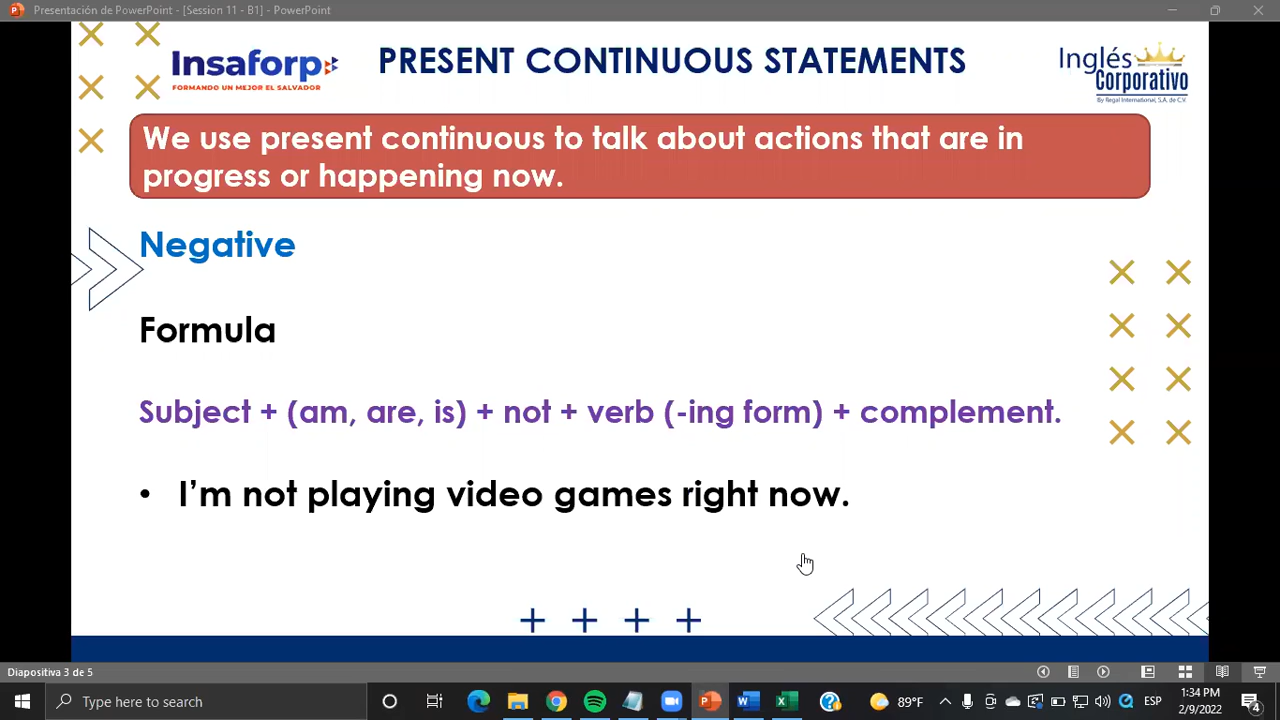 Presentación de PowerPoint - [Session 11 - B1] - PowerPoint
Insaforp
FORMANDO UN MEJOR EL SALVADOR
PRESENT CONTINUOUS STATEMENTS
Inglés
Corporativo
By Regal International, S.A. de C.V.
We use present continuous to talk about actions that are in
progress or happening now.
Negative
Formula
Subject + (am, are, is) + not + verb (-ing form) + complement.
• I’m not playing video games right now.
Diapositiva 3 de 5
Type here to search
89°F
ESP
1:34 PM
2/9/2022
4